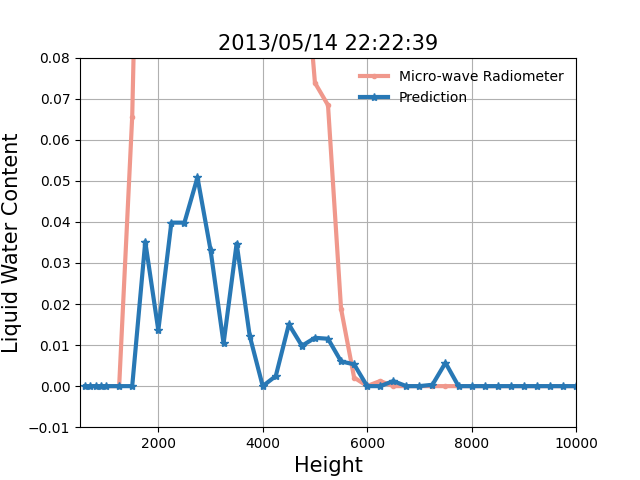 2013/05/14 22:22:39
0.08
0.07
0.06
0.05
0.04
0.03
0.02
0.01
0.00
−0.01
Liquid Water Content
Micro-wave Radiometer
Prediction
2000 4000 6000 8000 10000
Height